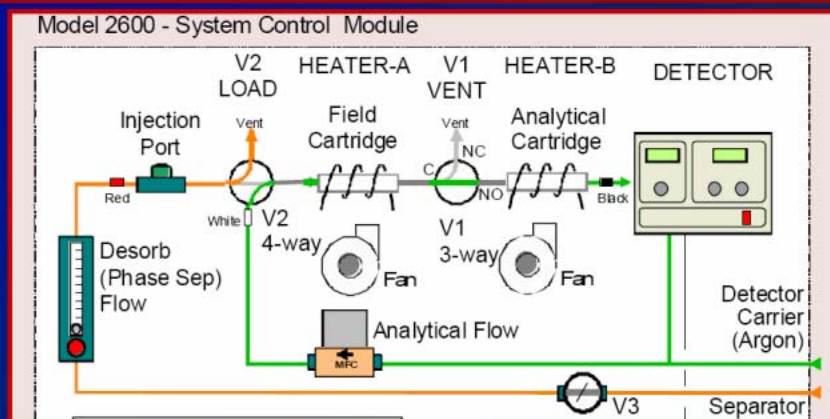 Model 2600 - System Control Module
V2
LOAD
HEATER-A
V1
VENT
HEATER-B
DETECTOR
Injection
Port
Vent
Field
Cartridge
Vent
Analytical
Cartridge
NC
C
NO
Red
Black
White
V2
4-way
V1
3-way
Desorb
(Phase Sep)
Flow
Fan
Fan
Detector
Carrier
(Argon)
Analytical Flow
MFC
V3
Separator